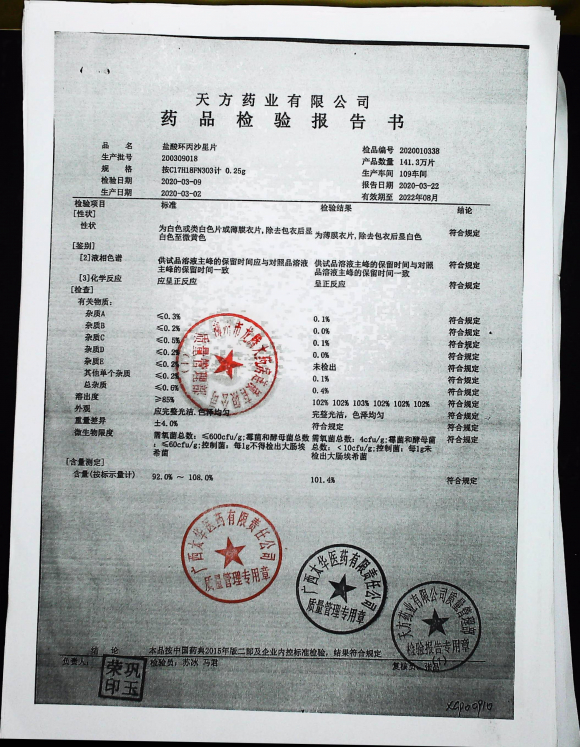 天方药业有限公司
药品检验报告书
品 名 盐酸环丙沙星片 检品编号 2020010338
生产批号 200309018 产品数量 141.3万片
规 格 按C17H18FN3O3计 0.25g 生产车间 109车间
检验日期 2020-03-09 报告日期 2020-03-22
生产日期 2020-03-02 有效期至 2022年08月
检验项目 标准 检验结果 结论
[性状]
性状 为白色或类白色片或薄膜衣片,除去包衣后显 为薄膜衣片,除去包衣后显白色 符合规定
白色至微黄色
[鉴别]
[2]液相色谱 供试品溶液主峰的保留时间应与对照品溶液 供试品溶液主峰的保留时间与对照 符合规定
主峰的保留时间一致 品溶液主峰的保留时间一致
[3]化学反应 应呈正反应 呈正反应 符合规定
[检查]
有关物质:
杂质A ≤0.3% 0.1% 符合规定
杂质B ≤0.2% 0.0% 符合规定
杂质C ≤0.5% 0.1% 符合规定
杂质D ≤0.2% 0.0% 符合规定
杂质E ≤0.2% 未检出 符合规定
其他单个杂质 ≤0.2% 0.1% 符合规定
总杂质 ≤0.6% 0.4% 符合规定
溶出度 ≥85% 102% 102% 103% 102% 102% 102% 符合规定
外观 应完整光洁,色泽均匀 完整光洁,色泽均匀 符合规定
重量差异 ±4.0% 符合规定 符合规定
微生物限度 需氧菌总数:≤600cfu/g;霉菌和酵母菌总数 需氧菌总数:4cfu/g;霉菌和酵母菌 符合规定
:≤60cfu/g;控制菌:每1g不得检出大肠埃 总数:<10cfu/g;控制菌:每1g未
希菌 检出大肠埃希菌
[含量测定]
含量(按标示量计) 92.0% ～ 108.0% 101.4% 符合规定
质量管理部
广西太华医药有限责任公司
质量管理专用章
广西太华医药有限责任公司
质量管理专用章
天方药业有限公司质量管理部
检验报告专用章
(1)
结 论 本品按中国药典2015年版二部及企业内控标准检验,结果符合规定
负责人: 检验员: 苏冰 马君 复核员:
巩玉荣印